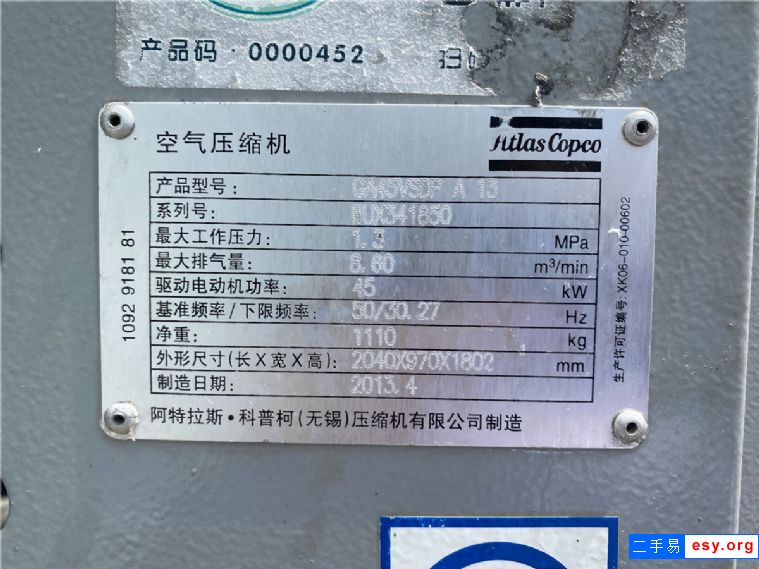 产品码·0000452
空气压缩机
Atlas Copco
产品型号: GA45VSDP A 13
系列号: WUX341850
最大工作压力: 1.3 MPa
最大排气量: 8.60 m³/min
驱动电动机功率: 45 kW
基准频率/下限频率: 50/30.27 Hz
净重: 1110 kg
外形尺寸(长X宽X高): 2040X970X1802 mm
制造日期: 2013.4
阿特拉斯·科普柯(无锡)压缩机有限公司制造
1092 9181 81
生产许可证编号: XK06-010-00602
二手易 esy.org